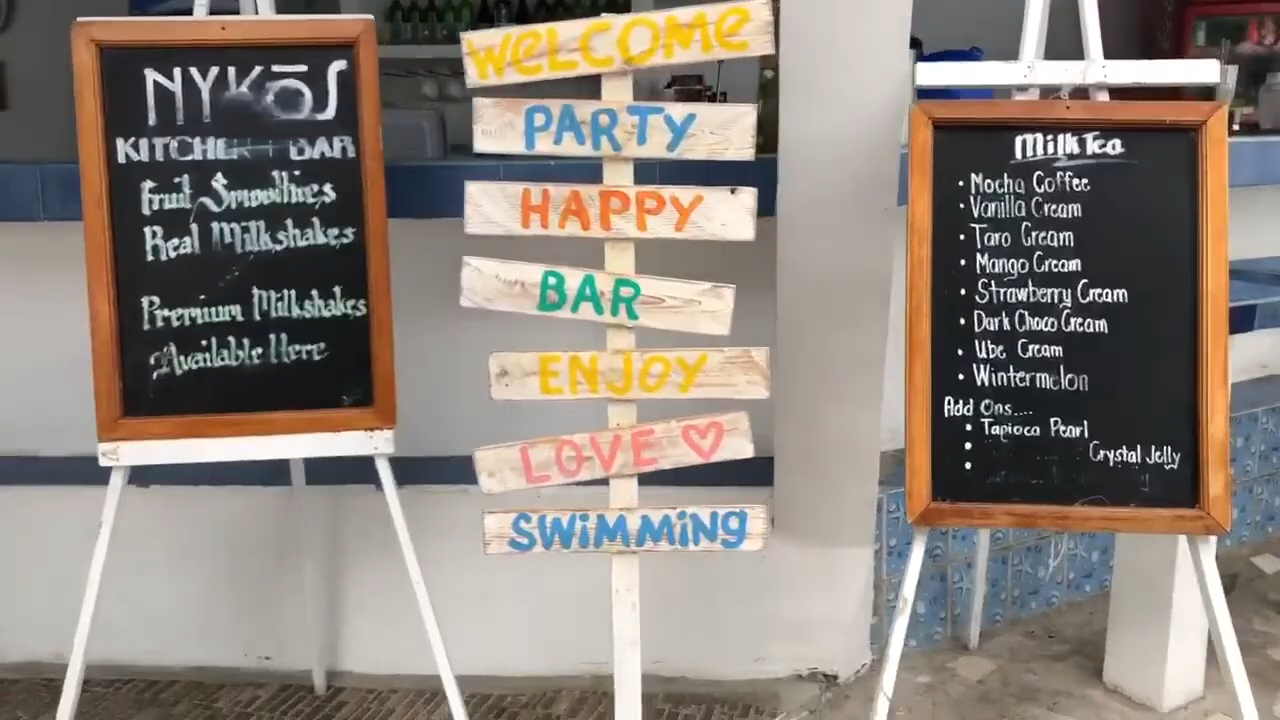 NYKōS
KITCHEN + BAR
Fruit Smoothies
Real Milkshakes
Premium Milkshakes
Available Here
WELCOME
PARTY
HAPPY
BAR
ENJOY
LOVE ♡
SWiMMiNG
Milk Tea
• Mocha Coffee
• Vanilla Cream
• Taro Cream
• Mango Cream
• Strawberry Cream
• Dark Choco Cream
• Ube Cream
• Wintermelon
Add Ons....
• Tapioca Pearl
• Crystal Jelly
•